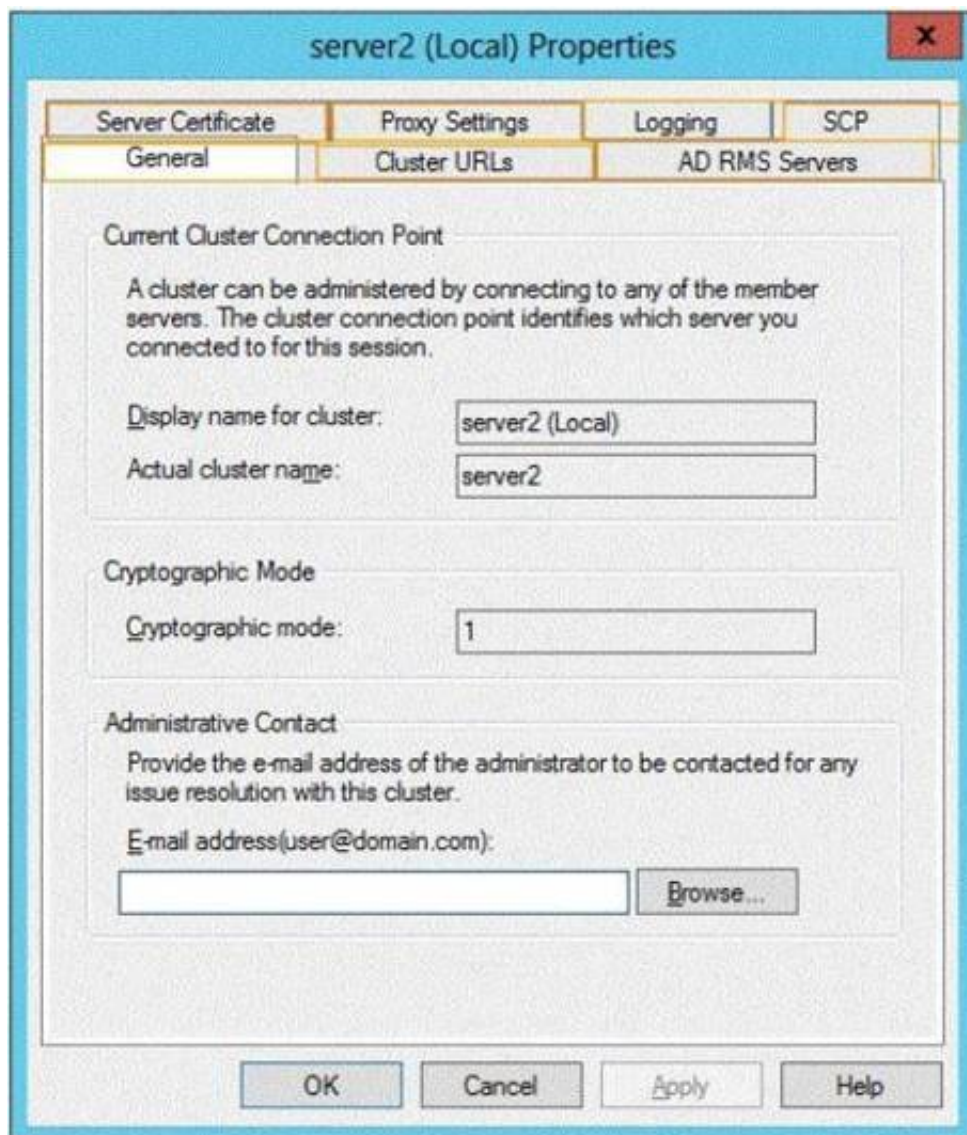 server2 (Local) Properties
x
Server Certificate
Proxy Settings
Logging
SCP
General
Cluster URLs
AD RMS Servers
Current Cluster Connection Point
A cluster can be administered by connecting to any of the member
servers. The cluster connection point identifies which server you
connected to for this session.
Display name for cluster:
server2 (Local)
Actual cluster name:
server2
Cryptographic Mode
Cryptographic mode:
1
Administrative Contact
Provide the e-mail address of the administrator to be contacted for any
issue resolution with this cluster.
E-mail address(user@domain.com):
Browse...
OK
Cancel
Apply
Help